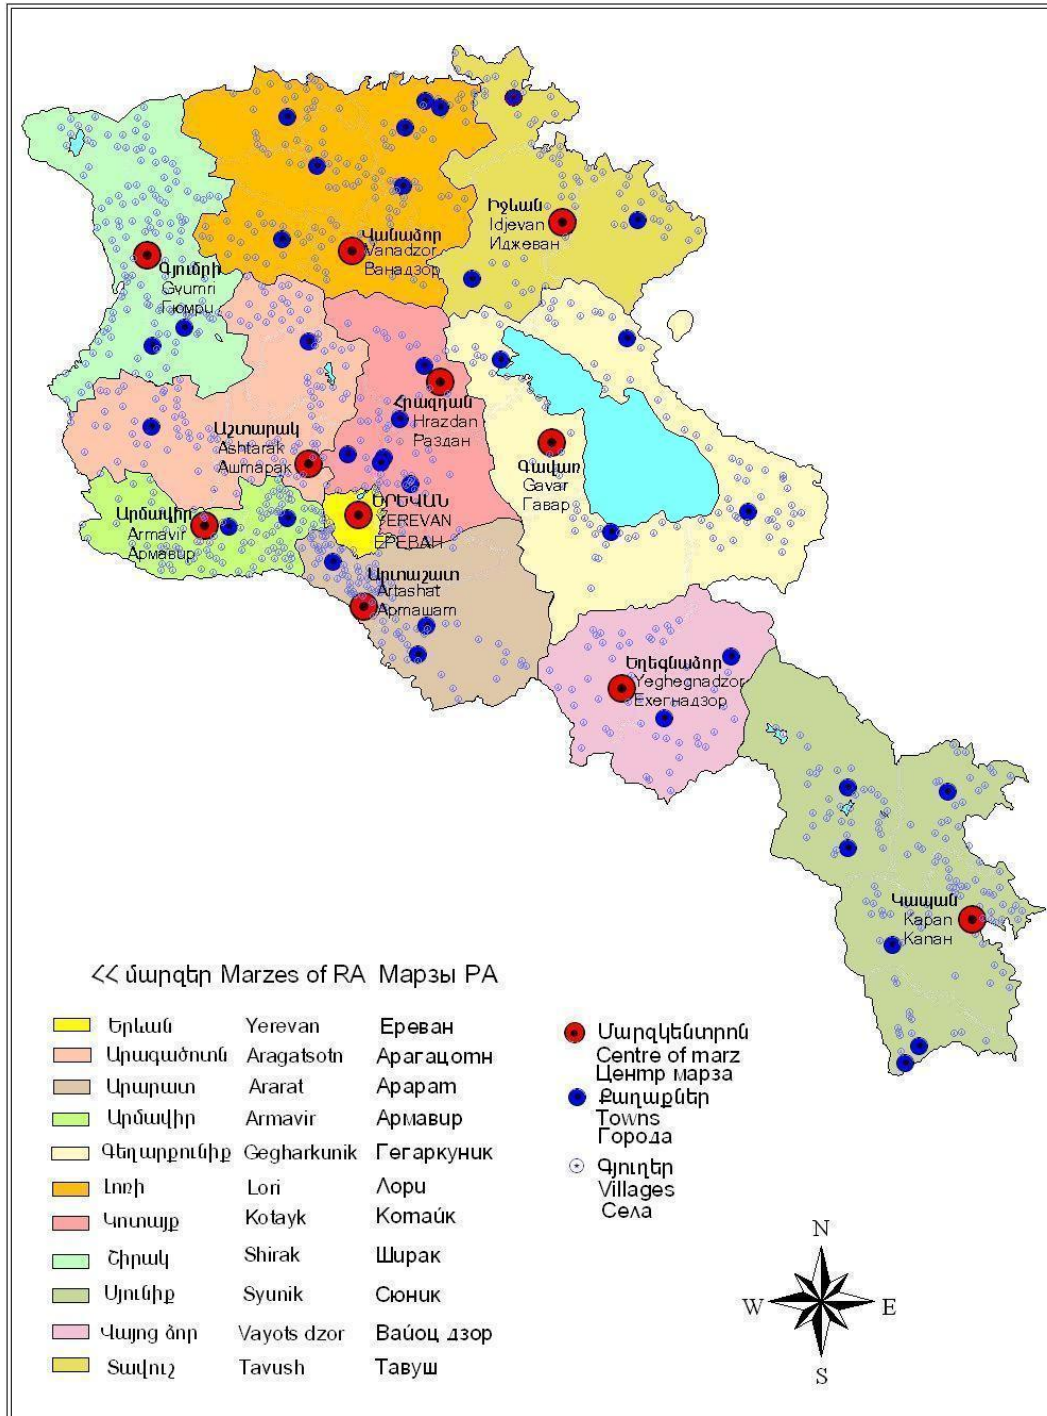 Իջևան
Idjevan
Иджеван
Վանաձոր
Vanadzor
Ванадзор
Գյումրի
Gyumri
Гюмри
Հրազդան
Hrazdan
Раздан
Աշտարակ
Ashtarak
Аштарак
Գավառ
Gavar
Гавар
Արմավիր
Armavir
Армавир
ԵՐԵՎԱՆ
YEREVAN
ЕРЕВАН
Արտաշատ
Artashat
Арташат
Եղեգնաձոր
Yeghegnadzor
Ехегнадзор
Կապան
Kapan
Капан
ՀՀ մարզեր Marzes of RA Марзы РА
Երևան Yerevan Ереван
Արագածոտն Aragatsotn Арагацотн
Արարատ Ararat Арарат
Արմավիր Armavir Армавир
Գեղարքունիք Gegharkunik Гегаркуник
Լոռի Lori Лори
Կոտայք Kotayk Котайк
Շիրակ Shirak Ширак
Սյունիք Syunik Сюник
Վայոց ձոր Vayots dzor Вайоц дзор
Տավուշ Tavush Тавуш
Մարզկենտրոն
Centre of marz
Центр марза
Քաղաքներ
Towns
Города
Գյուղեր
Villages
Села
N
W E
S